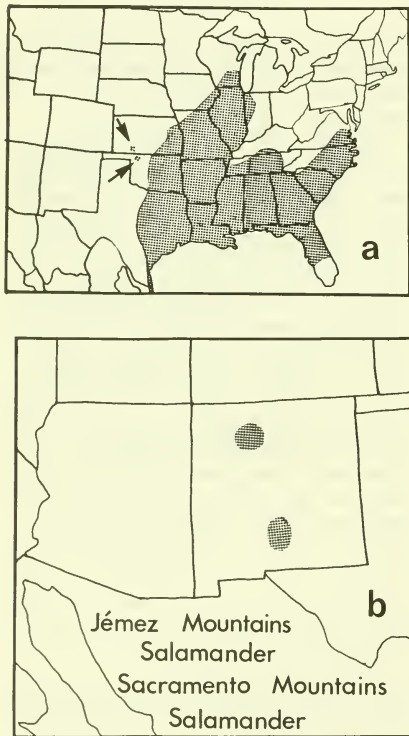 a
b
Jémez Mountains
Salamander
Sacramento Mountains
Salamander